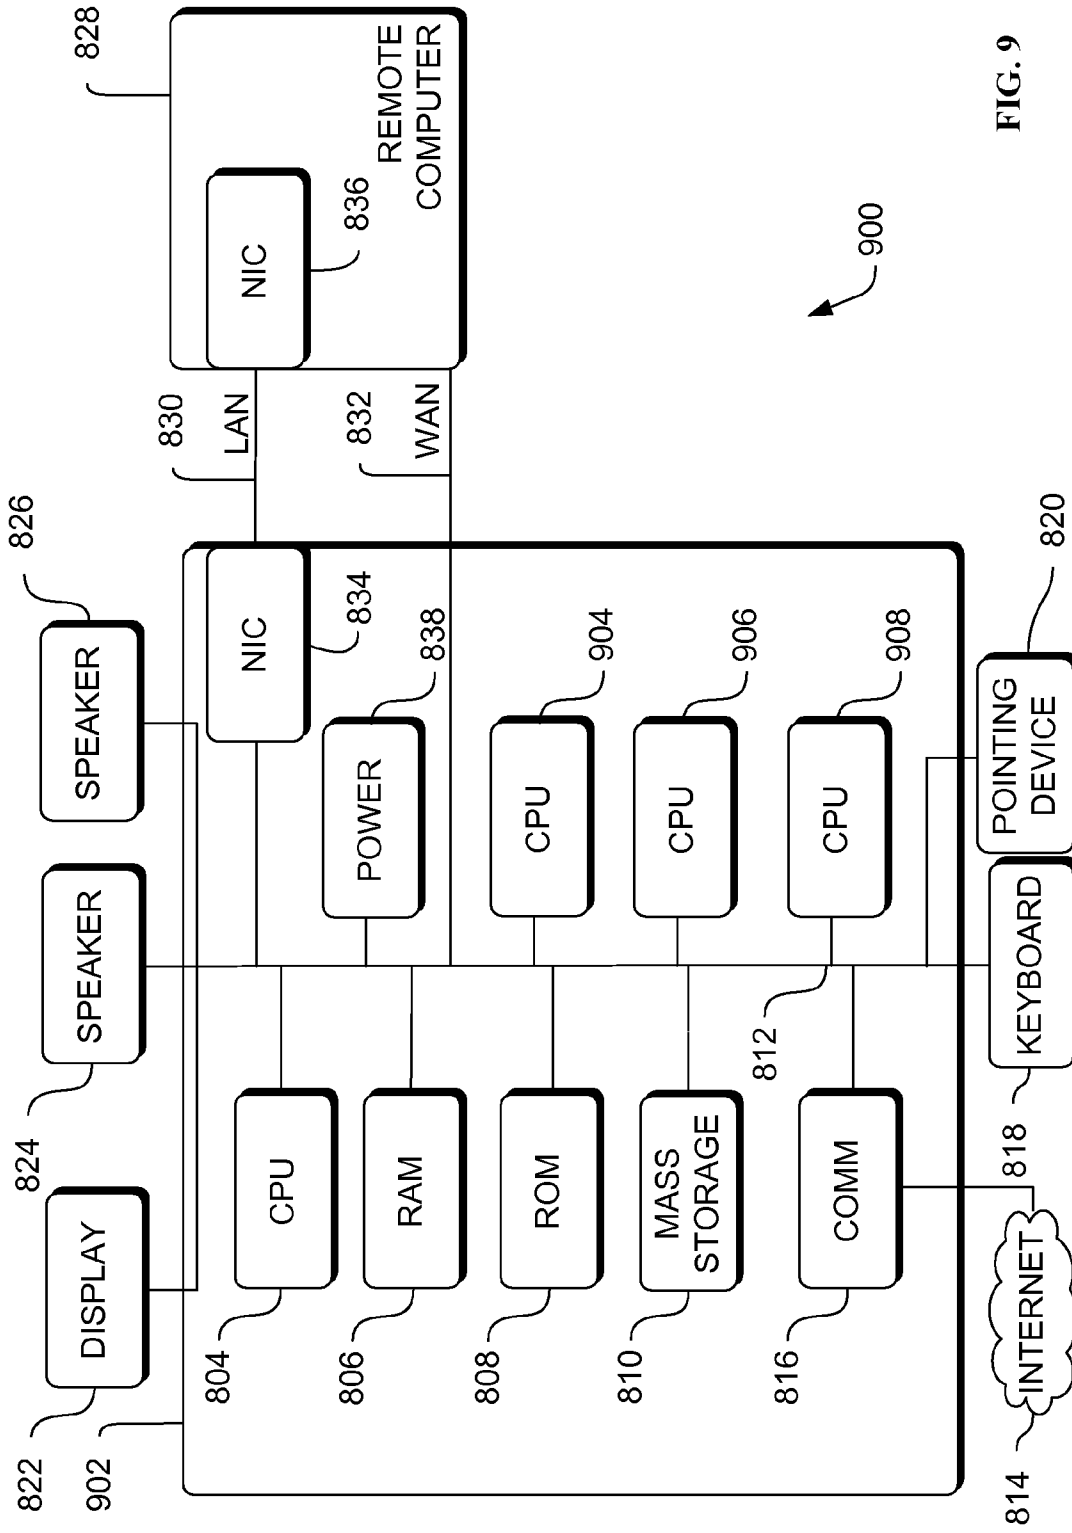 822
902
DISPLAY
824
SPEAKER
SPEAKER
826
828
804
CPU
NIC
834
830
LAN
NIC
836
REMOTE
COMPUTER
806
RAM
POWER
838
832
WAN
808
ROM
CPU
904
810
MASS
STORAGE
CPU
906
812
816
COMM
CPU
908
900
814
INTERNET
818
KEYBOARD
POINTING
DEVICE
820
FIG. 9